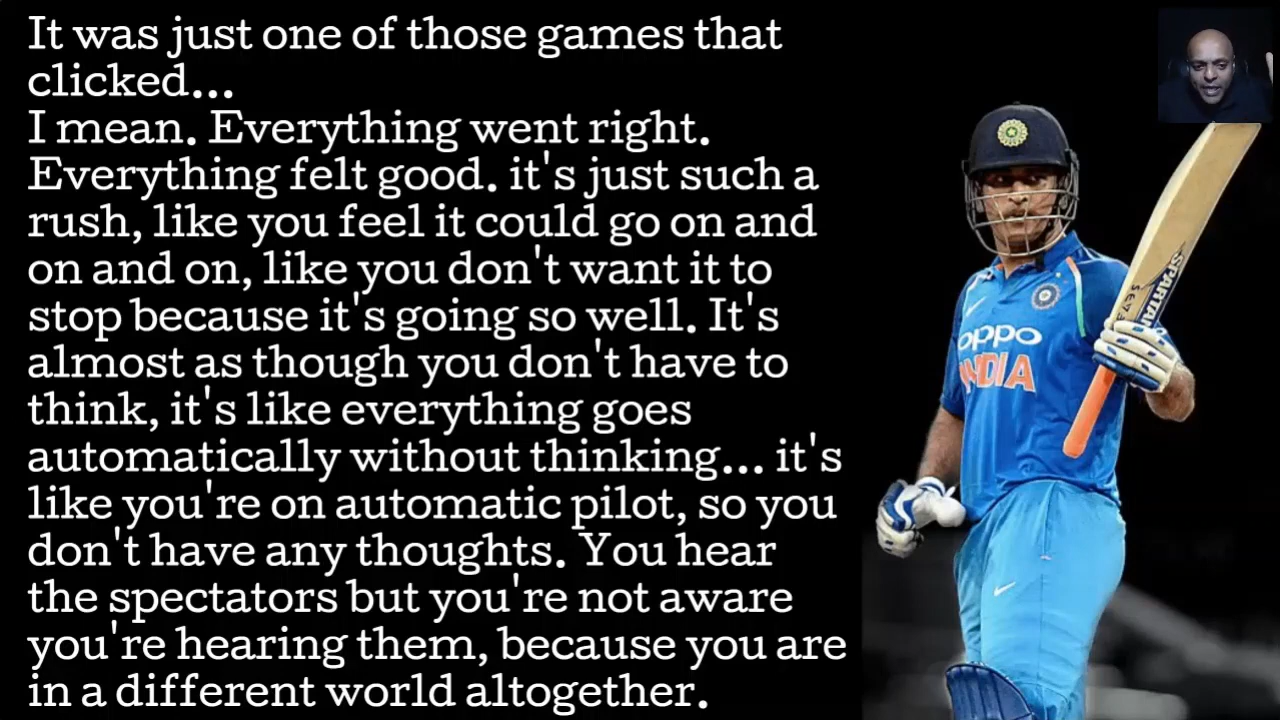 It was just one of those games that
clicked...
I mean. Everything went right.
Everything felt good. it's just such a
rush, like you feel it could go on and
on and on, like you don't want it to
stop because it's going so well. It's
almost as though you don't have to
think, it's like everything goes
automatically without thinking... it's
like you're on automatic pilot, so you
don't have any thoughts. You hear
the spectators but you're not aware
you're hearing them, because you are
in a different world altogether.
SPARTAN
oppo
INDIA